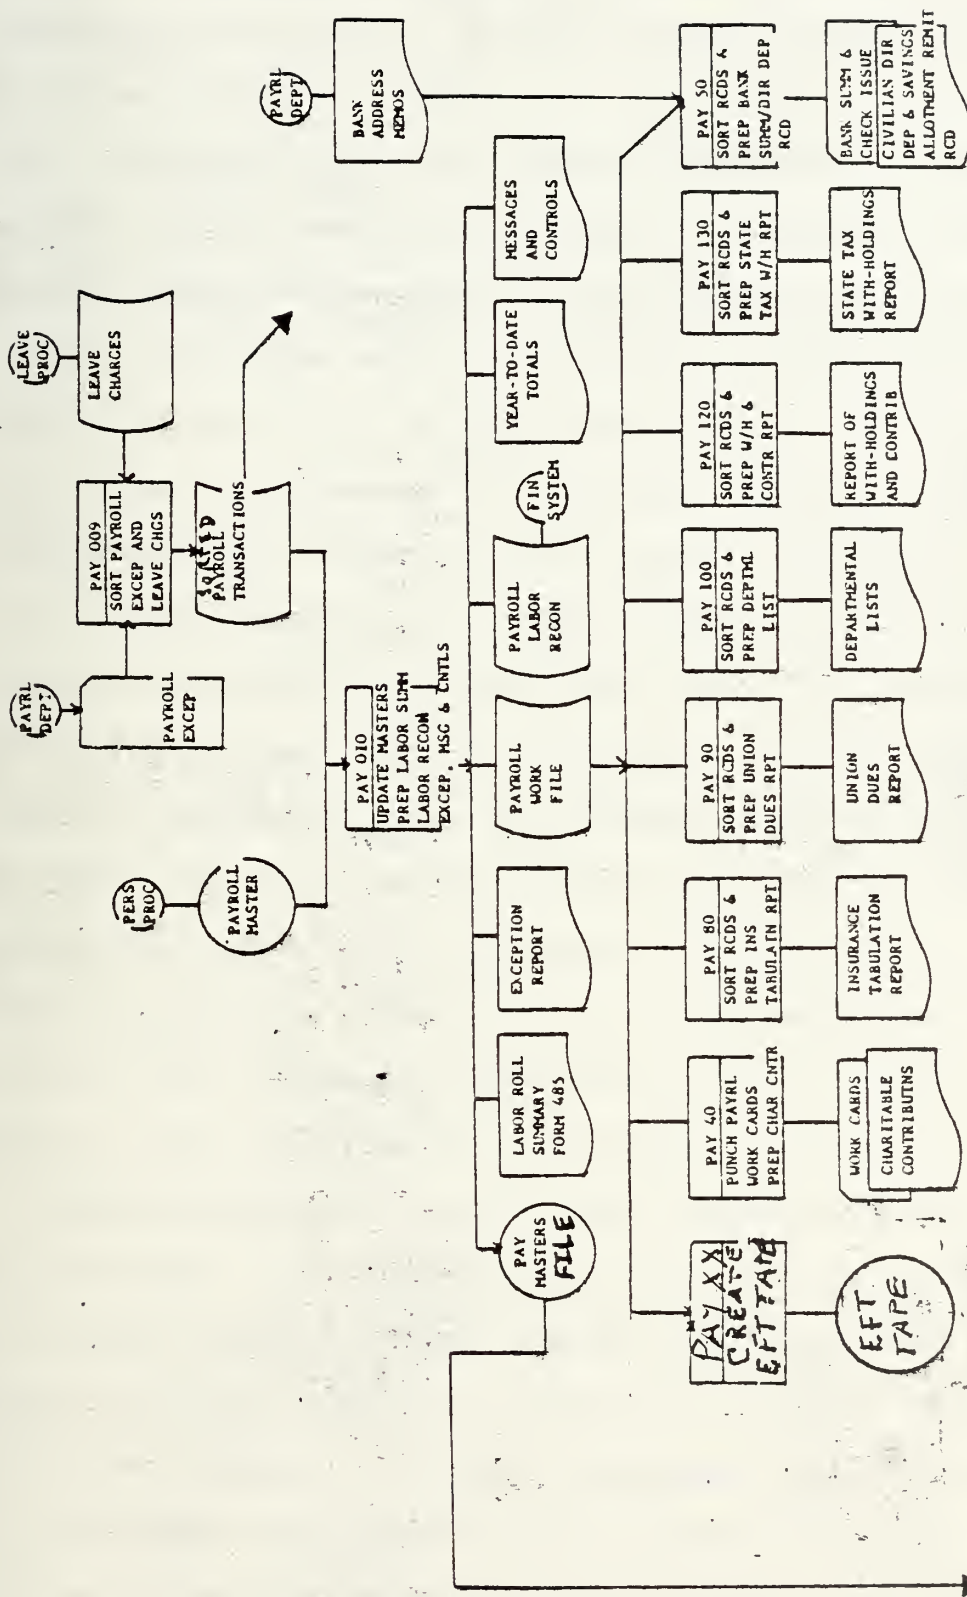 PAYRL
DEPT
PAYROLL
EXCEP
PAY 009
SORT PAYROLL
EXCEP AND
LEAVE CHGS
LEAVE
PROC
LEAVE
CHARGES
SORTED
PAYROLL
TRANSACTIONS
PERS
PROC
PAYROLL
MASTER
PAY 010
UPDATE MASTERS
PREP LABOR SUMM
LABOR RECON
EXCEP, MSG & CNTLS
PAYRL
DEPT
BANK
ADDRESS
MEMOS
PAY
MASTERS
FILE
LABOR ROLL
SUMMARY
FORM 485
EXCEPTION
REPORT
PAYROLL
WORK
FILE
PAYROLL
LABOR
RECON
FIN
SYSTEM
YEAR-TO-DATE
TOTALS
MESSAGES
AND
CONTROLS
PAY XX
CREATE
EFT TAPE
PAY 40
PUNCH PAYRL
WORK CARDS
PREP CHAR CNTR
PAY 80
SORT RCDS &
PREP INS
TABULATN RPT
PAY 90
SORT RCDS &
PREP UNION
DUES RPT
PAY 100
SORT RCDS &
PREP DEPTML
LIST
PAY 120
SORT RCDS &
PREP W/H &
CONTR RPT
PAY 130
SORT RCDS &
PREP STATE
TAX W/H RPT
PAY 50
SORT RCDS &
PREP BANK
SUMM/DIR DEP
RCD
EFT
TAPE
WORK CARDS
CHARITABLE
CONTRIBUTNS
INSURANCE
TABULATION
REPORT
UNION
DUES
REPORT
DEPARTMENTAL
LISTS
REPORT OF
WITH-HOLDINGS
AND CONTRIB
STATE TAX
WITH-HOLDINGS
REPORT
BANK SUMM &
CHECK ISSUE
CIVILIAN DIR
DEP & SAVINGS
ALLOTMENT REMIT
RCD